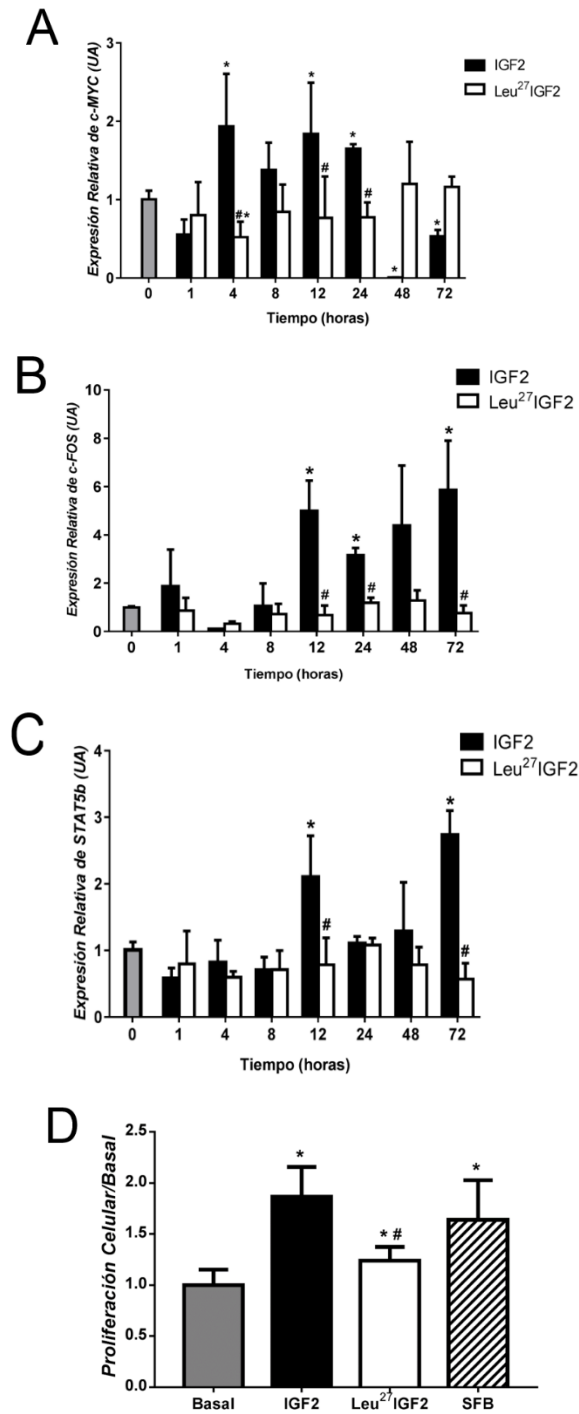 A
Expresión Relativa de c-MYC (UA)
3
2
1
0
*
*
*
#
#
#*
*
*
IGF2
Leu²⁷IGF2
0 1 4 8 12 24 48 72
Tiempo (horas)
B
Expresión Relativa de c-FOS (UA)
10
8
6
4
2
0
*
*
*
#
#
#
IGF2
Leu²⁷IGF2
0 1 4 8 12 24 48 72
Tiempo (horas)
C
Expresión Relativa de STAT5b (UA)
4
3
2
1
0
*
*
#
#
IGF2
Leu²⁷IGF2
0 1 4 8 12 24 48 72
Tiempo (horas)
D
Proliferación Celular/Basal
2.5
2.0
1.5
1.0
0.5
0.0
*
* #
*
Basal IGF2 Leu²⁷IGF2 SFB